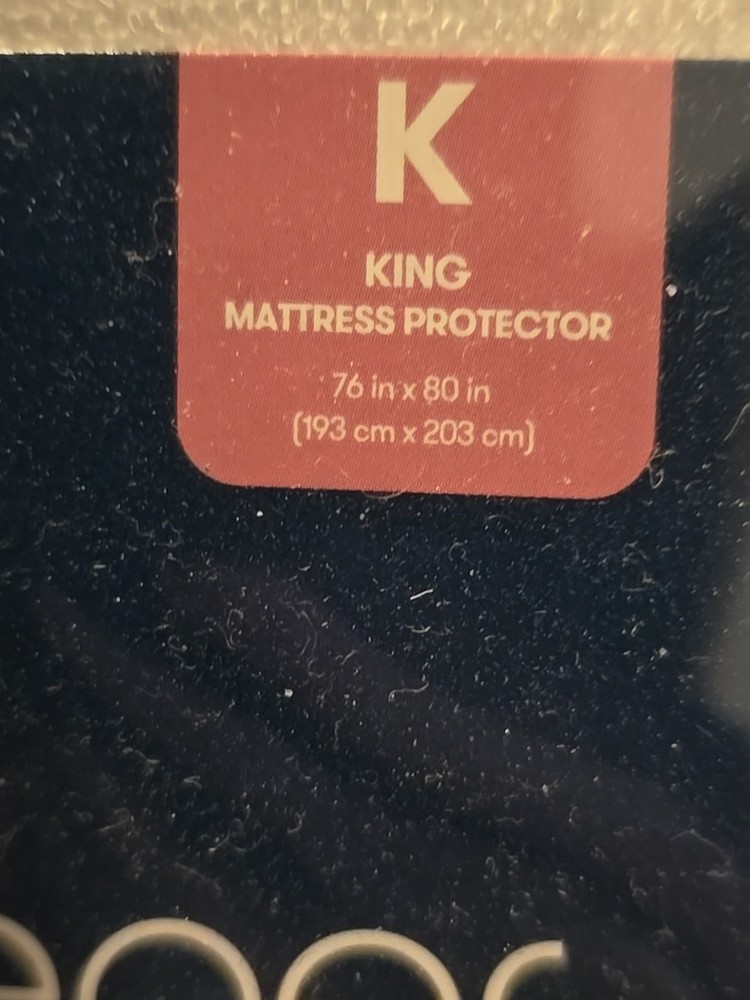 K
KING
MATTRESS PROTECTOR
76 in x 80 in
(193 cm x 203 cm)